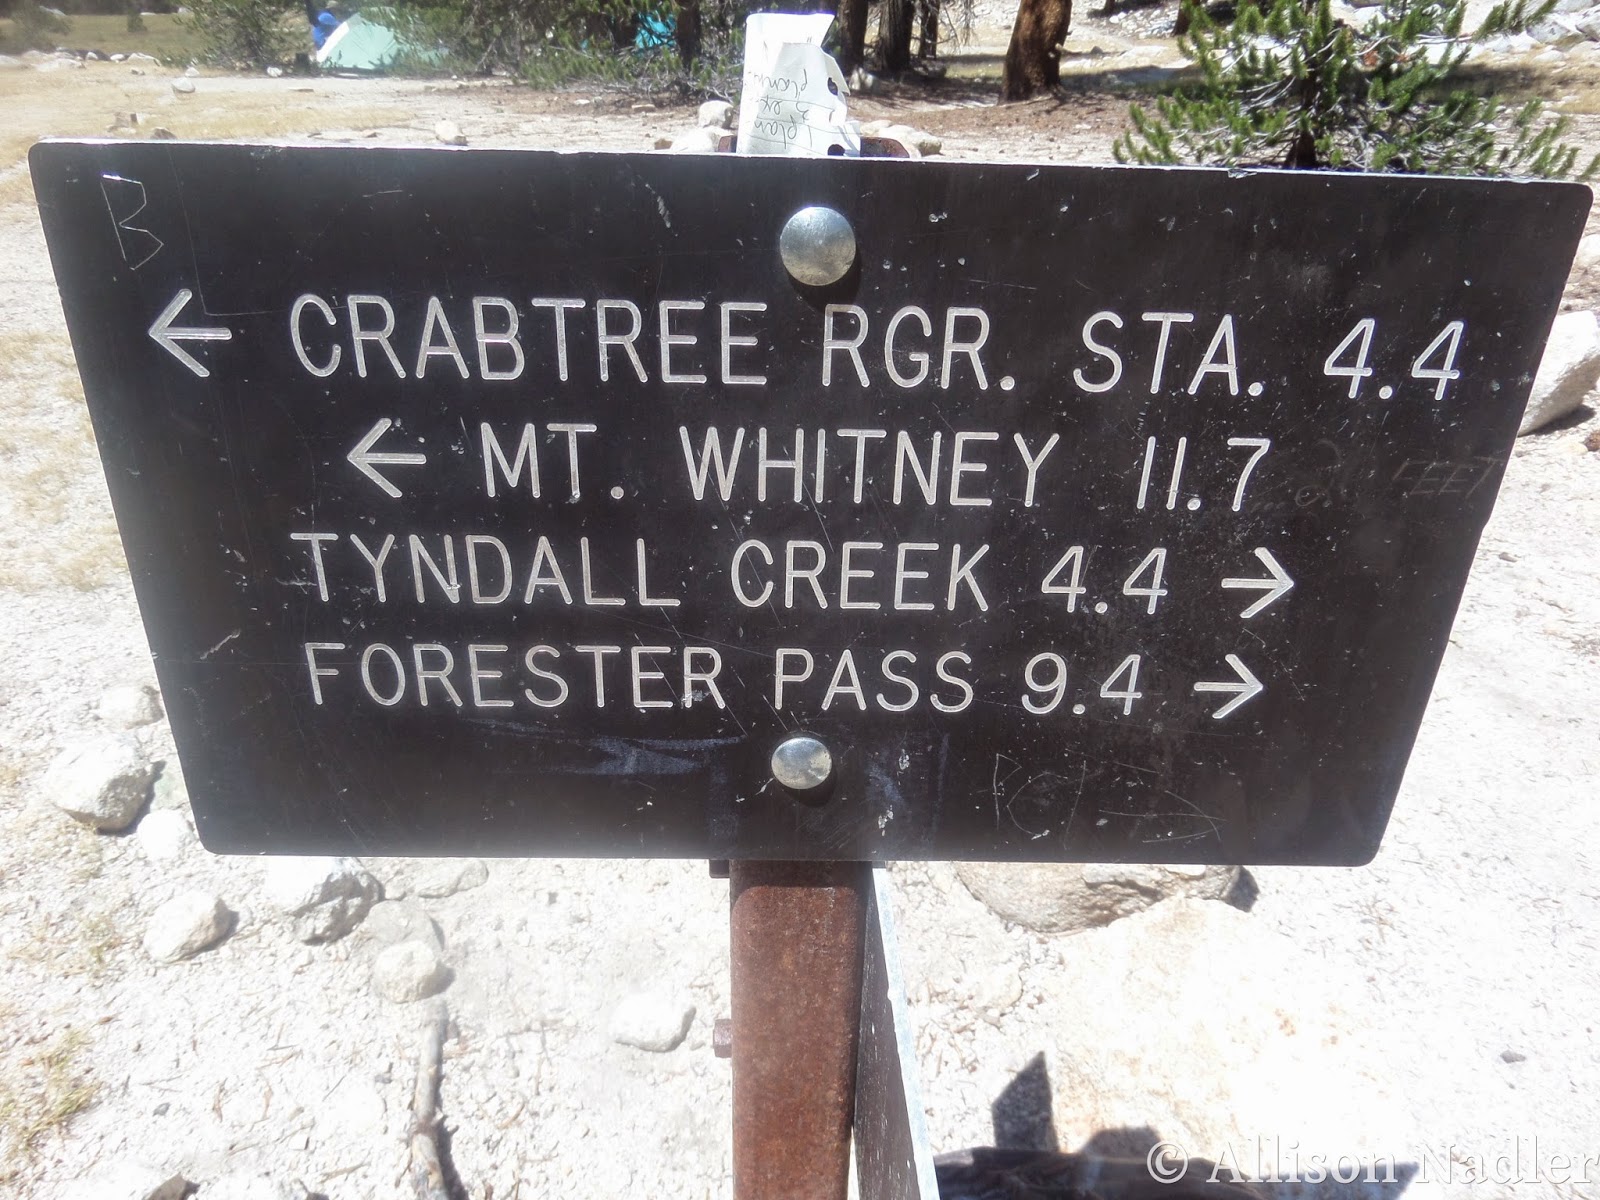 B
← CRABTREE RGR. STA. 4.4
← MT. WHITNEY 11.7
FEET
TYNDALL CREEK 4.4 →
FORESTER PASS 9.4 →
© Allison Nadler